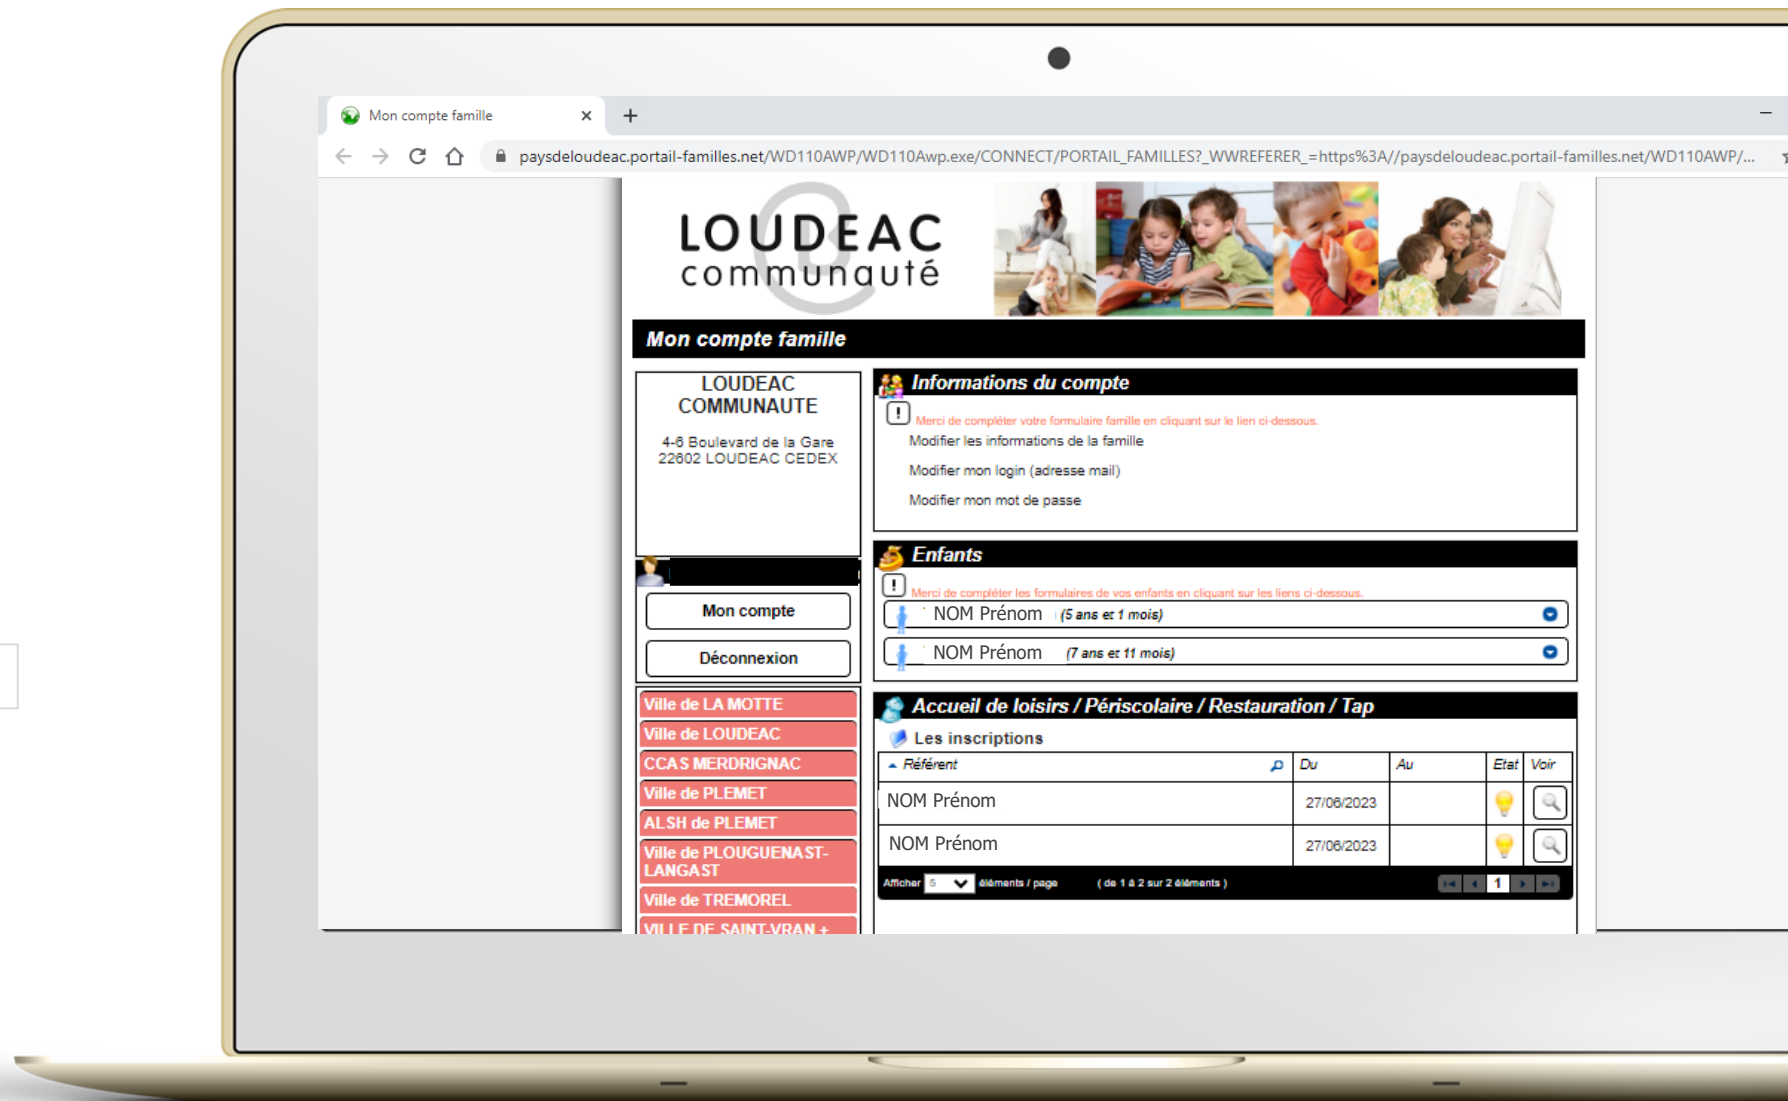 Mon compte famille
paysdeloudeac.portail-familles.net/WD110AWP/WD110Awp.exe/CONNECT/PORTAIL_FAMILLES?_WWREFERER_=https%3A//paysdeloudeac.portail-familles.net/WD110AWP/...
LOUDEAC
communauté
Mon compte famille
LOUDEAC
COMMUNAUTE
4-6 Boulevard de la Gare
22602 LOUDEAC CEDEX
Mon compte
Déconnexion
Ville de LA MOTTE
Ville de LOUDEAC
CCAS MERDRIGNAC
Ville de PLEMET
ALSH de PLEMET
Ville de PLOUGUENAST-
LANGAST
Ville de TREMOREL
VILLE DE SAINT-VRAN +
Informations du compte
Merci de compléter votre formulaire famille en cliquant sur le lien ci-dessous.
Modifier les informations de la famille
Modifier mon login (adresse mail)
Modifier mon mot de passe
Enfants
Merci de compléter les formulaires de vos enfants en cliquant sur les liens ci-dessous.
NOM Prénom (5 ans et 1 mois)
NOM Prénom (7 ans et 11 mois)
Accueil de loisirs / Périscolaire / Restauration / Tap
Les inscriptions
Référent Du Au Etat Voir
NOM Prénom 27/06/2023
NOM Prénom 27/06/2023
Afficher 5 éléments / page ( de 1 à 2 sur 2 éléments ) 1